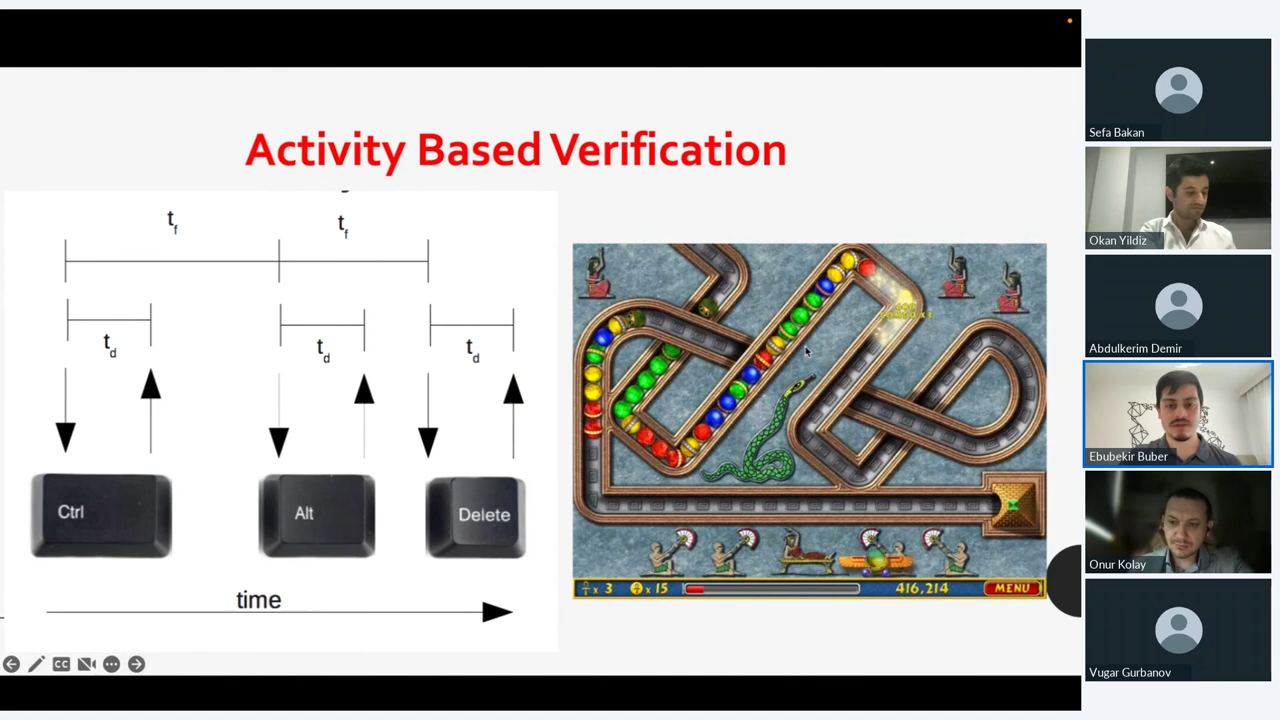 Activity Based Verification
tf
tf
td
td
td
Ctrl
Alt
Delete
time
x 3
x 15
416,214
MENU
Sefa Bakan
Okan Yildiz
Abdulkerim Demir
Ebubekir Buber
Onur Kolay
Vugar Gurbanov
CC